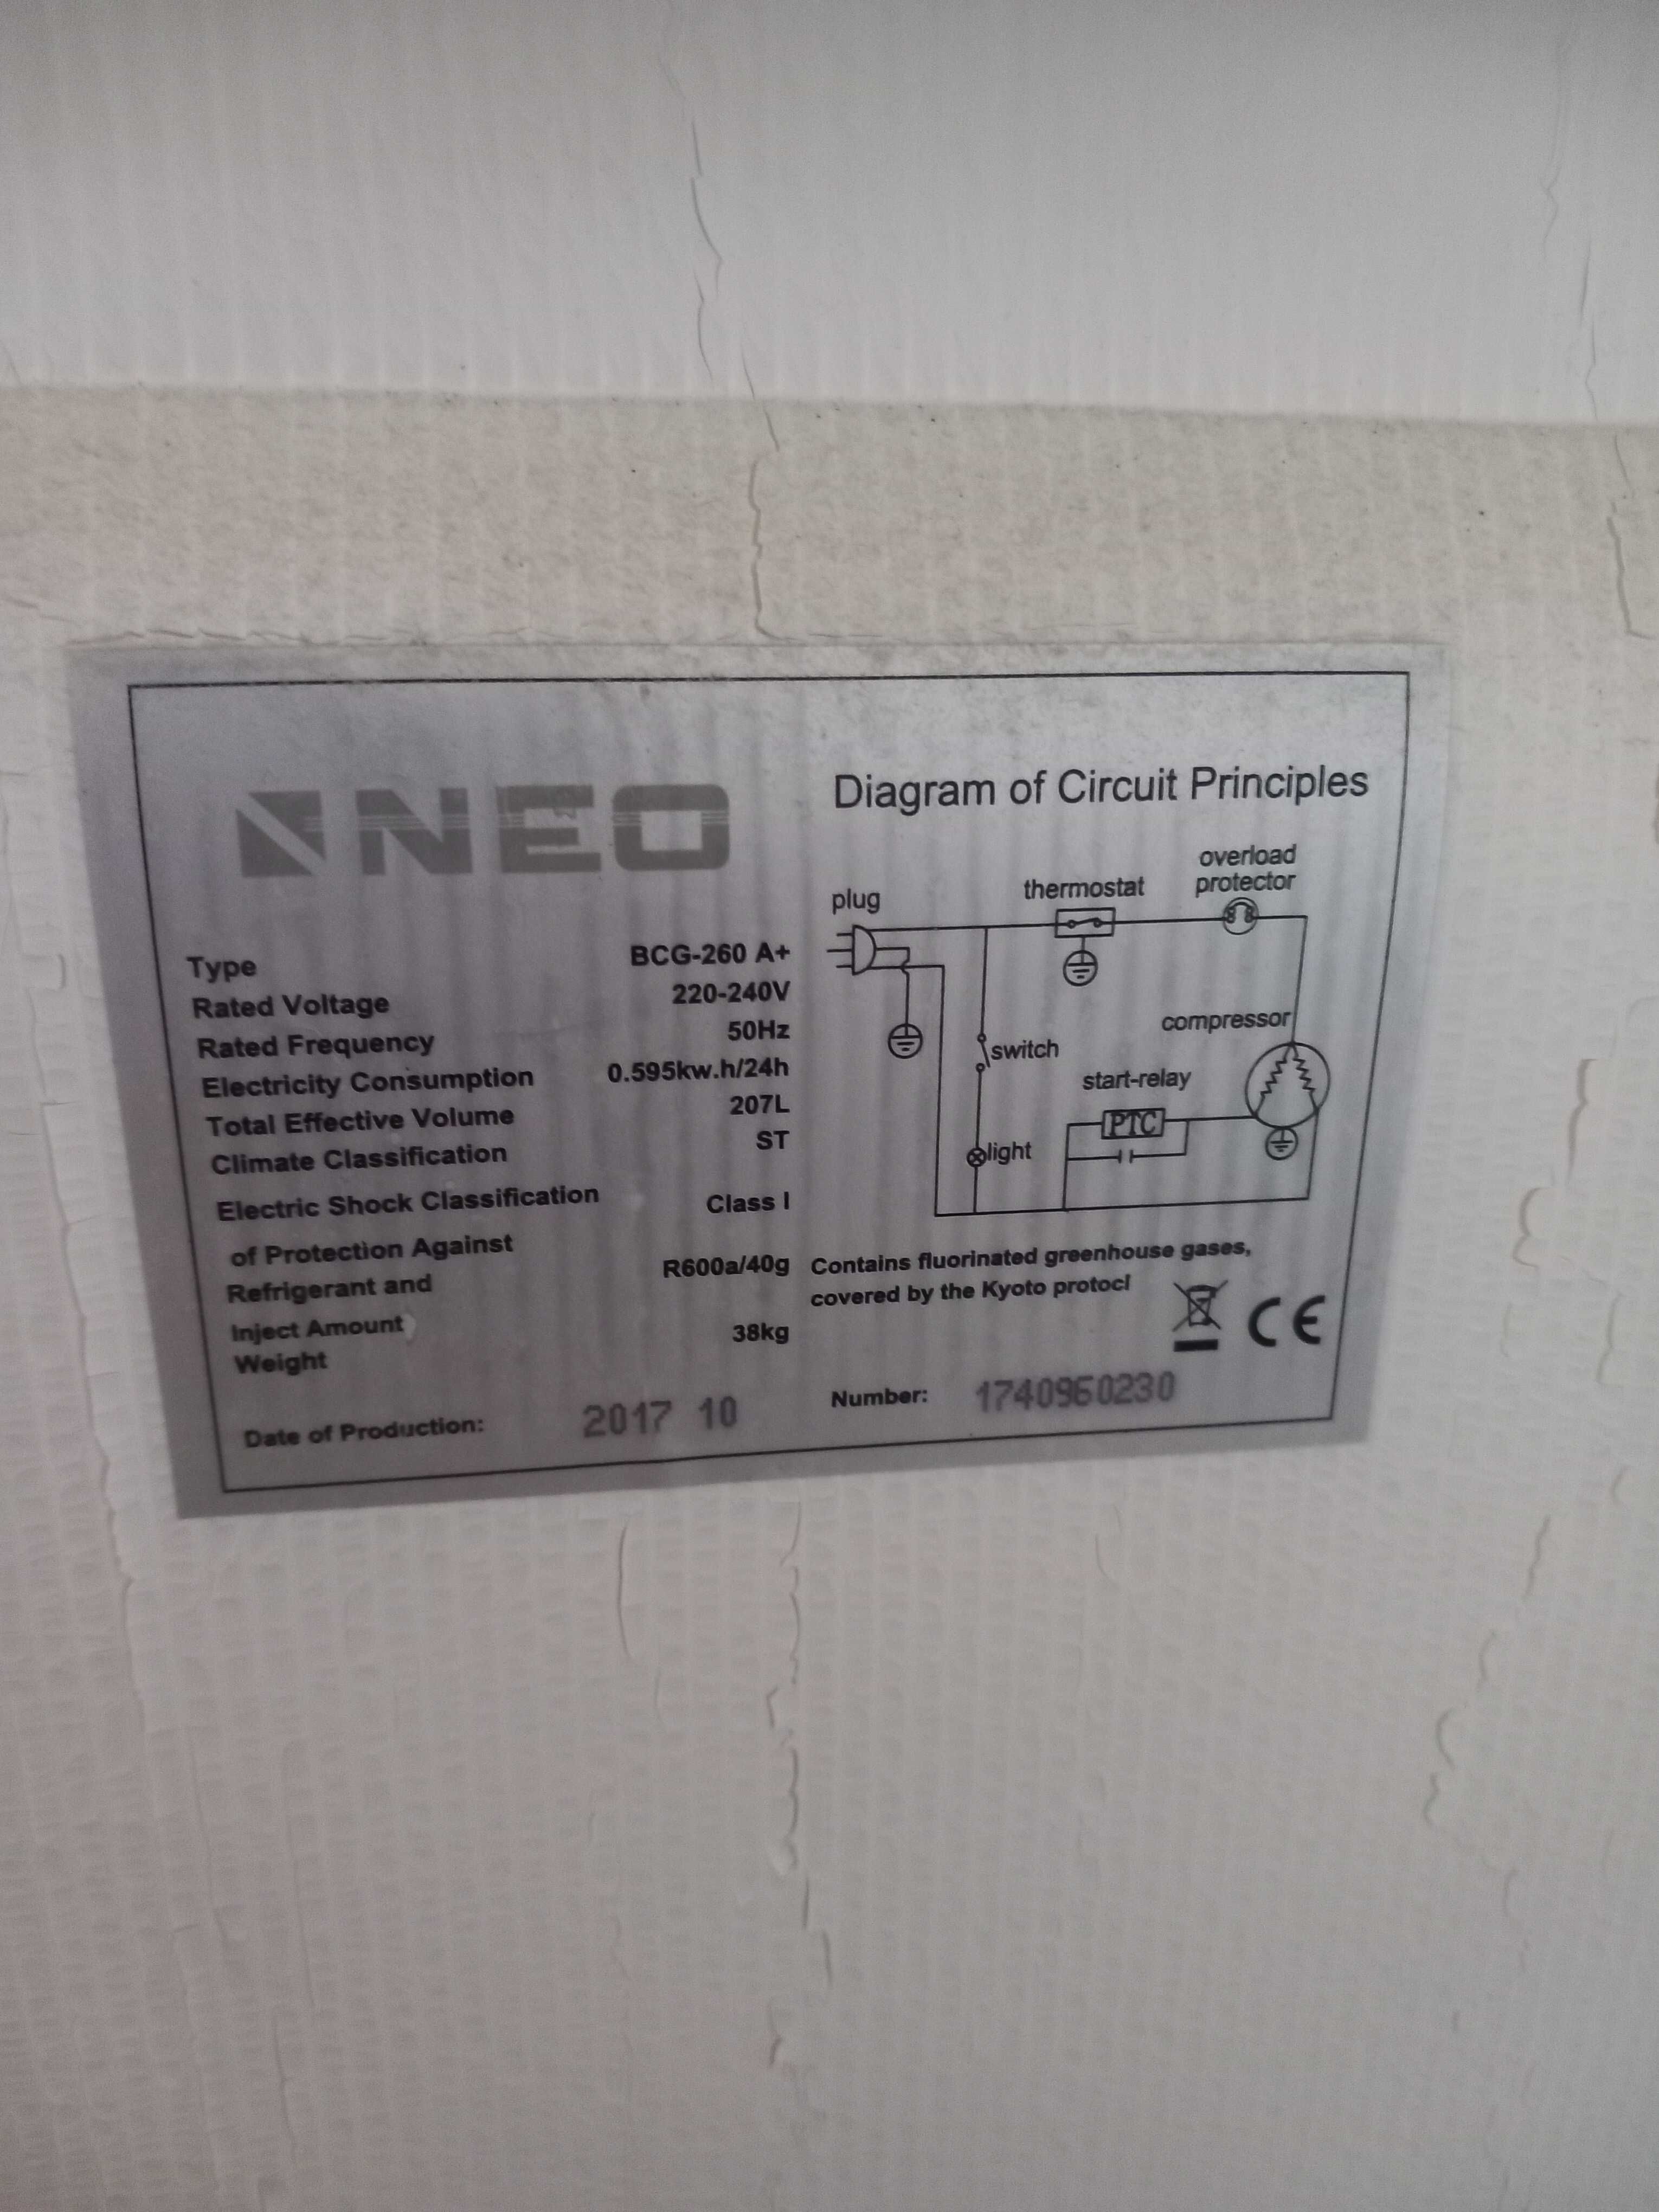 NEO
Type BCG-260 A+
Rated Voltage 220-240V
Rated Frequency 50Hz
Electricity Consumption 0.595kw.h/24h
Total Effective Volume 207L
Climate Classification ST
Electric Shock Classification Class I
of Protection Against
Refrigerant and R600a/40g
Inject Amount
Weight 38kg
Date of Production: 2017 10
Diagram of Circuit Principles
plug
thermostat
overload
protector
compressor
switch
start-relay
PTC
light
Contains fluorinated greenhouse gases,
covered by the Kyoto protocl
CE
Number: 1740960230